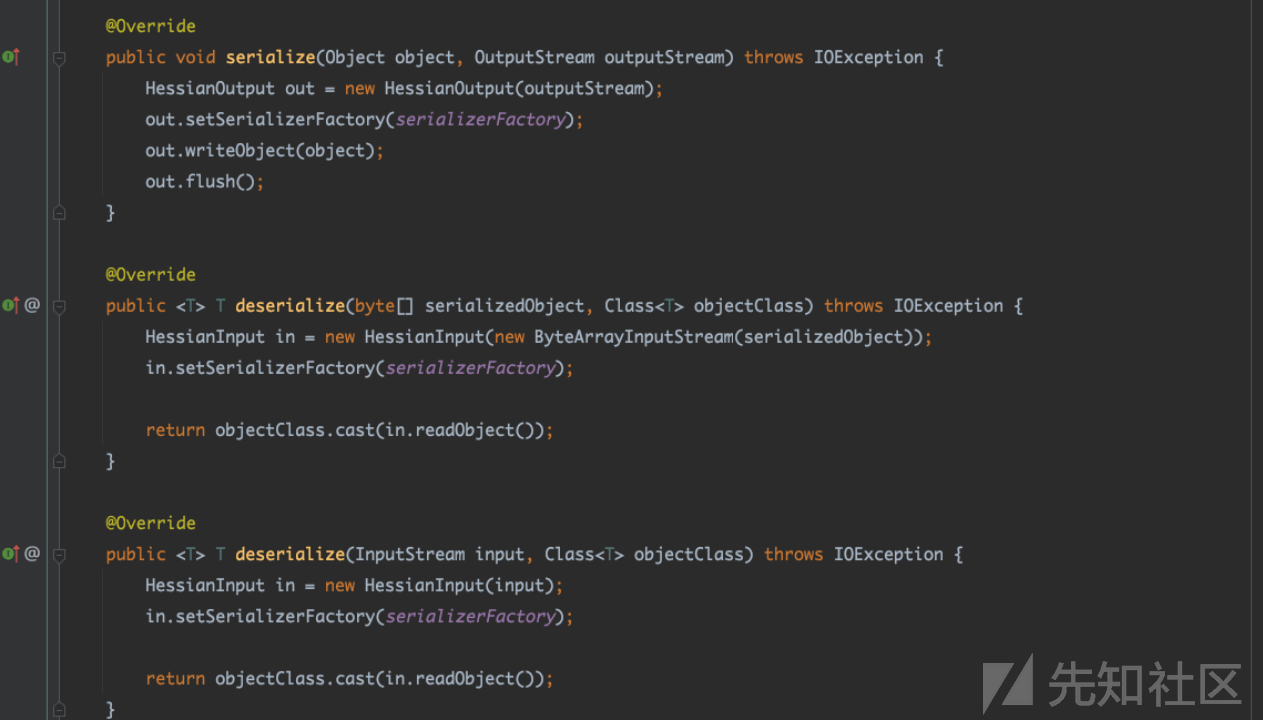 @Override
public void serialize(Object object, OutputStream outputStream) throws IOException {
    HessianOutput out = new HessianOutput(outputStream);
    out.setSerializerFactory(serializerFactory);
    out.writeObject(object);
    out.flush();
}
@Override
@ public <T> T deserialize(byte[] serializedObject, Class<T> objectClass) throws IOException {
    HessianInput in = new HessianInput(new ByteArrayInputStream(serializedObject));
    in.setSerializerFactory(serializerFactory);
    return objectClass.cast(in.readObject());
}
@Override
@ public <T> T deserialize(InputStream input, Class<T> objectClass) throws IOException {
    HessianInput in = new HessianInput(input);
    in.setSerializerFactory(serializerFactory);
    return objectClass.cast(in.readObject());
}
先知社区